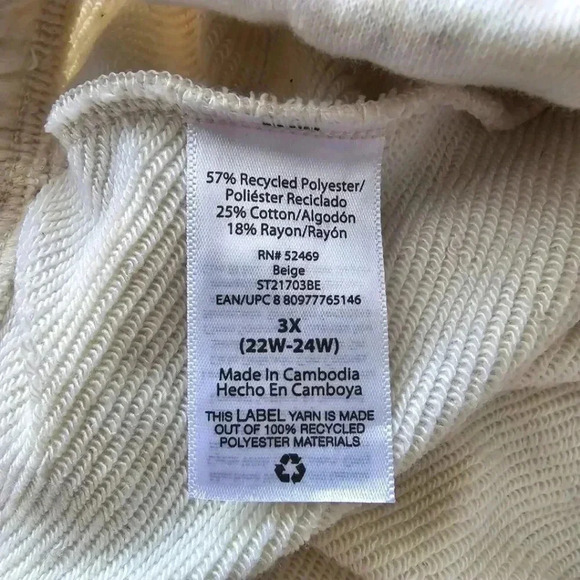 57% Recycled Polyester/
Poliéster Reciclado
25% Cotton/Algodón
18% Rayon/Rayón
RN# 52469
Beige
ST21703BE
EAN/UPC 8 80977765146
3X
(22W-24W)
Made In Cambodia
Hecho En Camboya
THIS LABEL YARN IS MADE
OUT OF 100% RECYCLED
POLYESTER MATERIALS